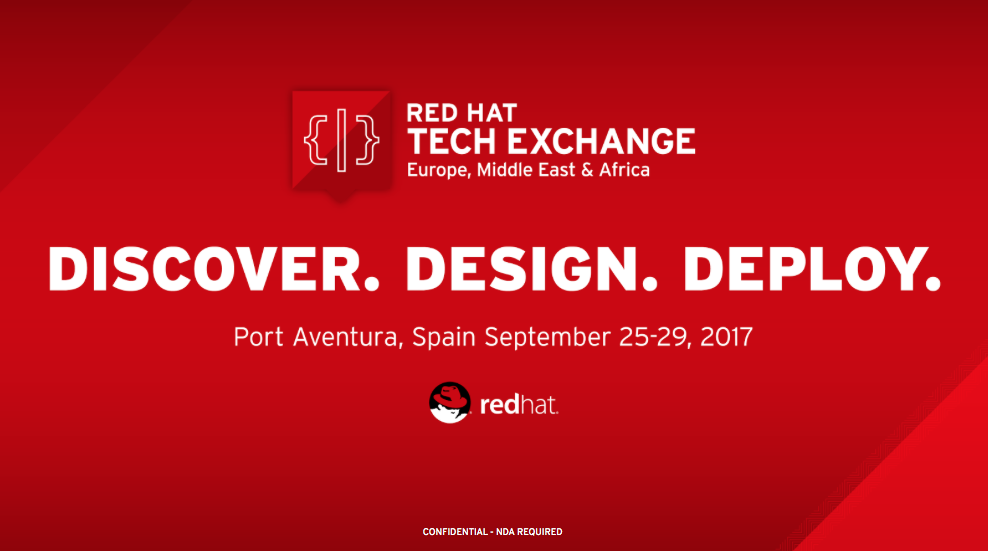 RED HAT
TECH EXCHANGE
Europe, Middle East & Africa
DISCOVER. DESIGN. DEPLOY.
Port Aventura, Spain September 25-29, 2017
redhat.
CONFIDENTIAL - NDA REQUIRED